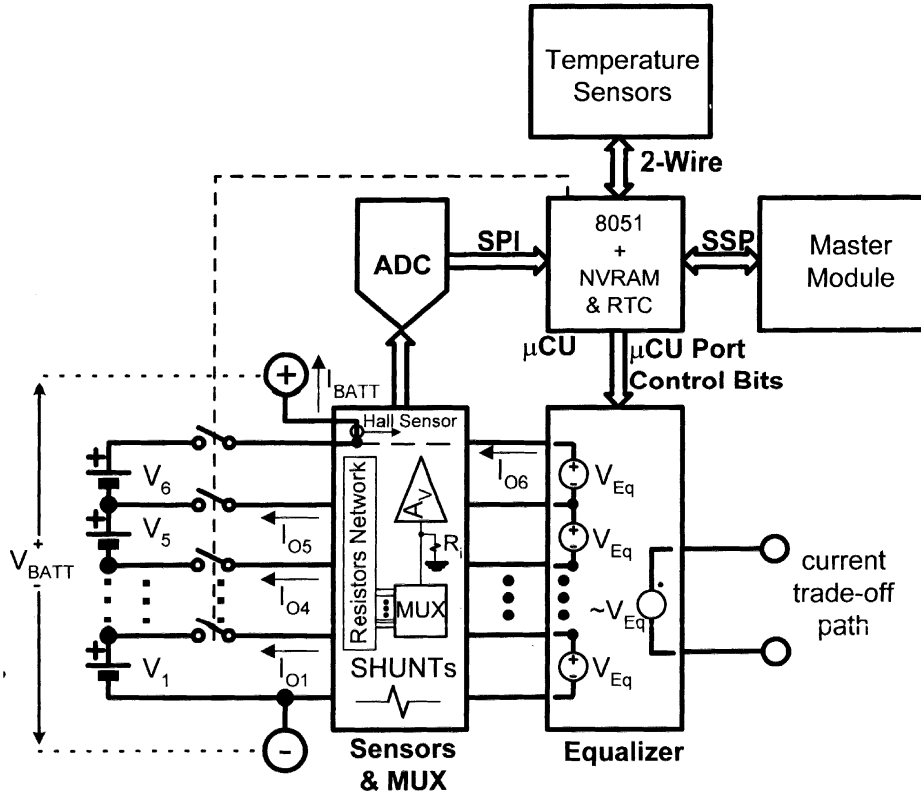 Temperature
Sensors
2-Wire
ADC
SPI
8051
+
NVRAM
& RTC
SSP
Master
Module
μCU
μCU Port
Control Bits
+
I_BATT
Hall Sensor
+
V_6
+
V_5
+
V_BATT
-
+
V_1
I_O5
I_O4
I_O1
I_O6
Resistors Network
A_V
R_i
MUX
SHUNTs
V_Eq
V_Eq
~V_Eq
V_Eq
current
trade-off
path
-
Sensors
& MUX
Equalizer